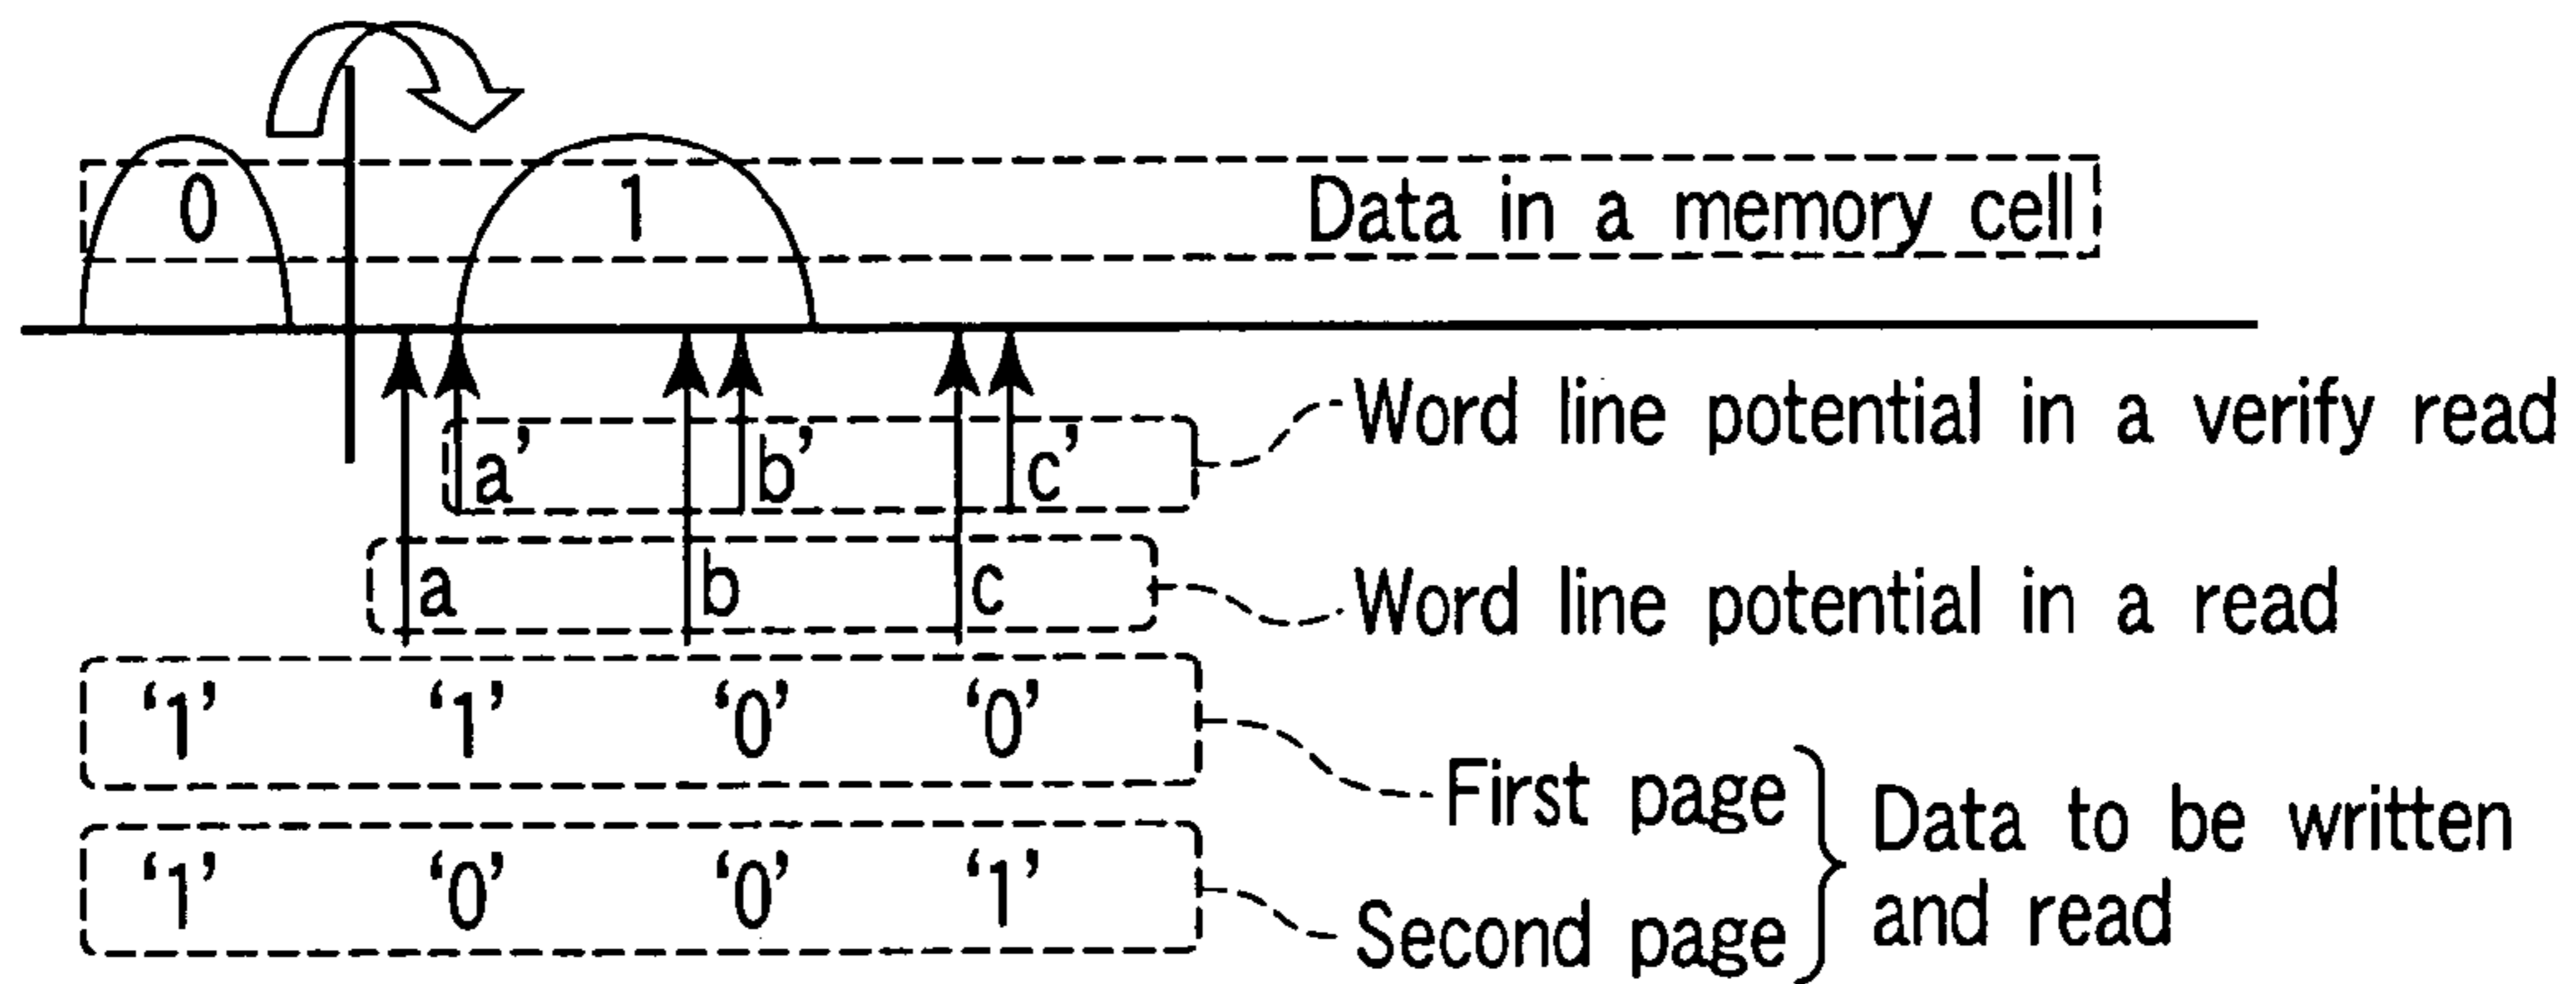 0 1 Data in a memory cell
a’ b’ c’ Word line potential in a verify read
a b c Word line potential in a read
‘1’ ‘1’ ‘0’ ‘0’
First page
‘1’ ‘0’ ‘0’ ‘1’
Second page
Data to be written
and read